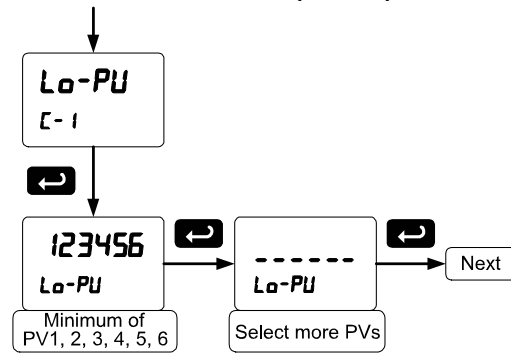 Lo-PU
C-1
123456
Lo-PU
Minimum of
PV1, 2, 3, 4, 5, 6
------
Lo-PU
Select more PVs
Next